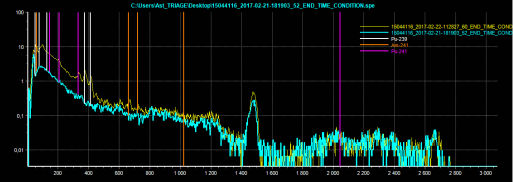 C:\Users\Ast_TRIAGE\Desktop\15044116_2017-02-21-181903_52_END_TIME_CONDITION.spe
100
10
1
0,1
0,01
15044116_2017-02-22-112827_60_END_TIME_COND
15044116_2017-02-21-181903_52_END_TIME_COND
Pu-239
Am-241
Pu-241
200 400 600 800 1 000 1 200 1 400 1 600 1 800 2 000 2 200 2 400 2 600 2 800 3 000